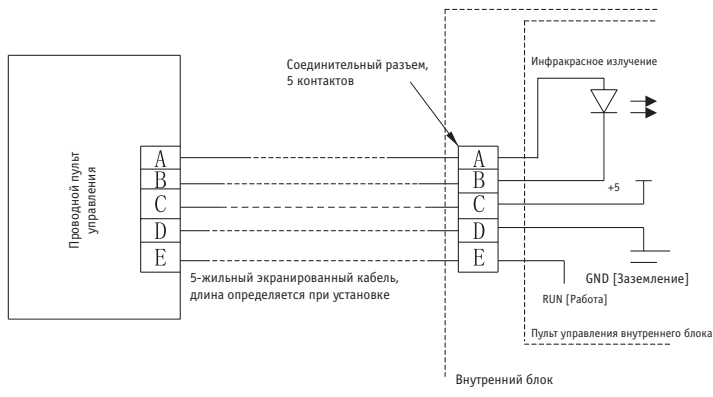 Соединительный разъем,
5 контактов
Инфракрасное излучение
Проводной пульт
управления
A
B
C
D
E
A
B
C
D
E
+5
GND [Заземление]
RUN [Работа]
5-жильный экранированный кабель,
длина определяется при установке
Пульт управления внутреннего блока
Внутренний блок